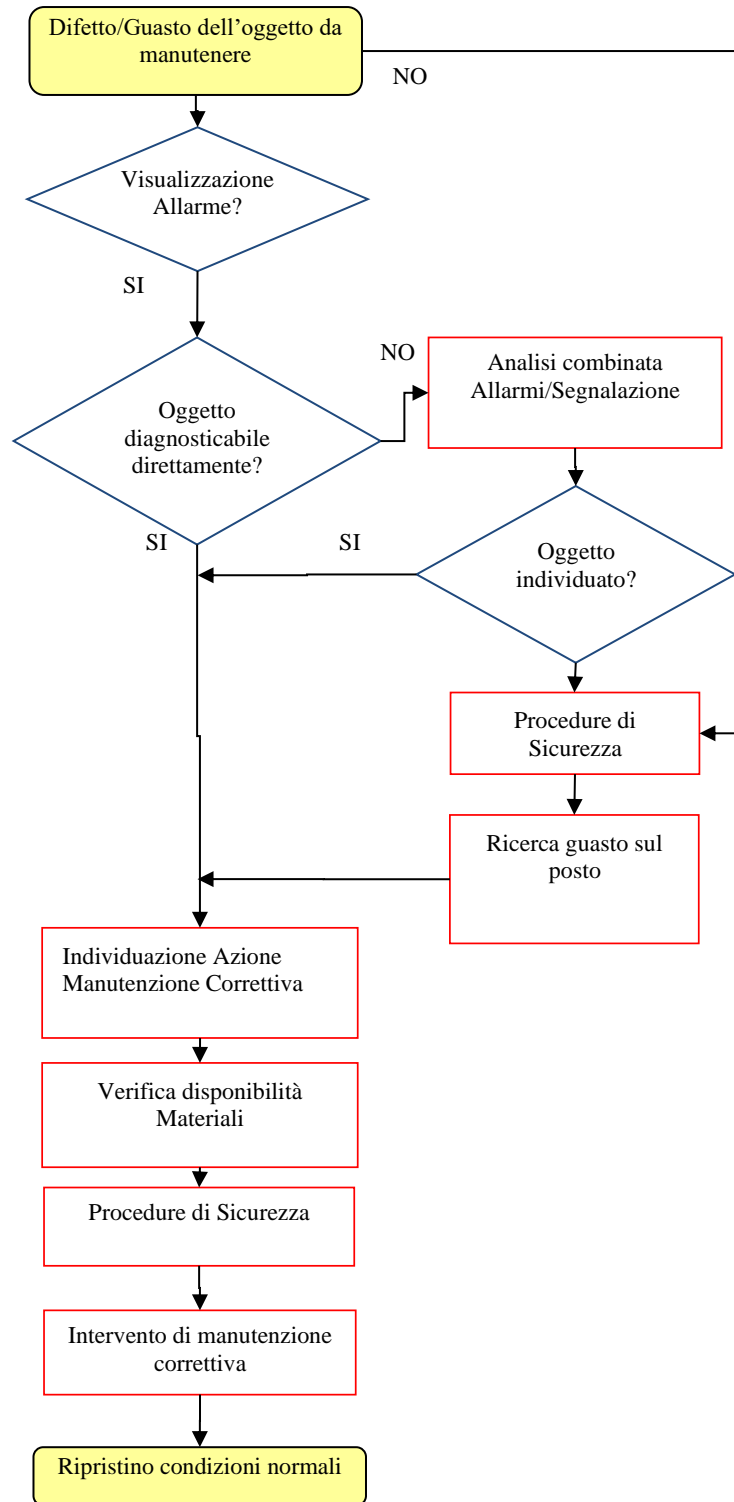 Difetto/Guasto dell’oggetto da
manutenere
NO
Visualizzazione
Allarme?
SI
NO
Analisi combinata
Allarmi/Segnalazione
Oggetto
diagnosticabile
direttamente?
SI
SI
Oggetto
individuato?
Procedure di
Sicurezza
Ricerca guasto sul
posto
Individuazione Azione
Manutenzione Correttiva
Verifica disponibilità
Materiali
Procedure di Sicurezza
Intervento di manutenzione
correttiva
Ripristino condizioni normali